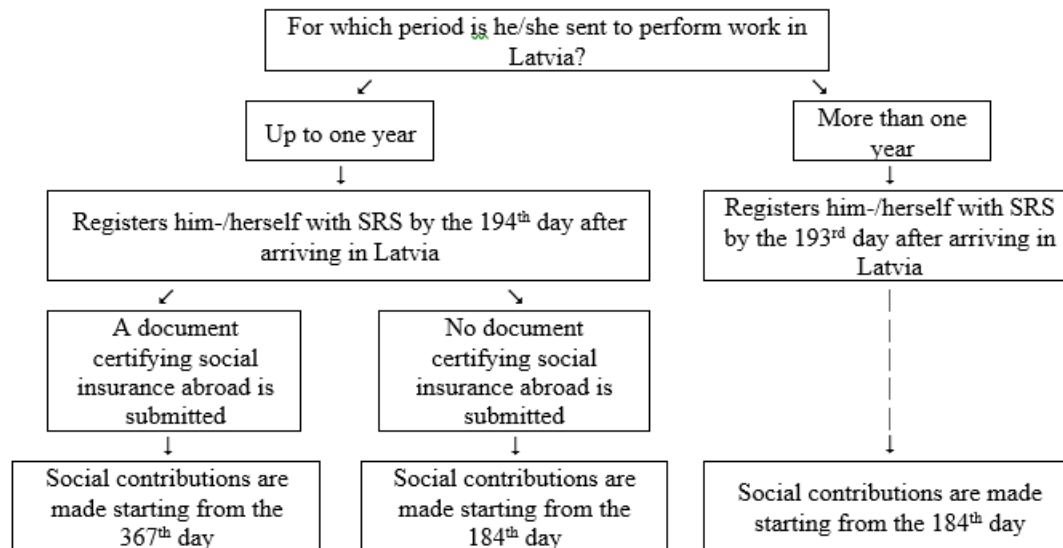 For which period is he/she sent to perform work in
Latvia?
Up to one year
More than one
year
Registers him-/herself with SRS by the 194th day after
arriving in Latvia
Registers him-/herself with SRS
by the 193rd day after arriving in
Latvia
A document
certifying social
insurance abroad is
submitted
No document
certifying social
insurance abroad is
submitted
Social contributions are
made starting from the
367th day
Social contributions are
made starting from the
184th day
Social contributions are made
starting from the 184th day